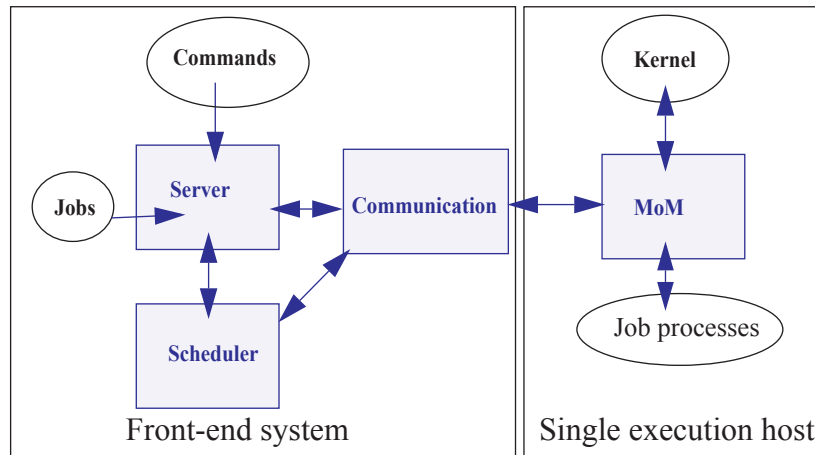 Commands
Kernel
Server
Jobs
Communication
MoM
Scheduler
Job processes
Front-end system
Single execution host